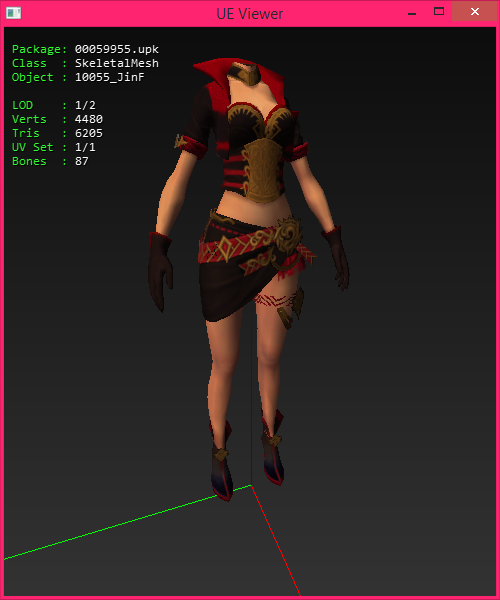 UE Viewer
Package: 00059955.upk
Class  : SkeletalMesh
Object : 10055_JinF
LOD    : 1/2
Verts  : 4480
Tris   : 6205
UV Set : 1/1
Bones  : 87